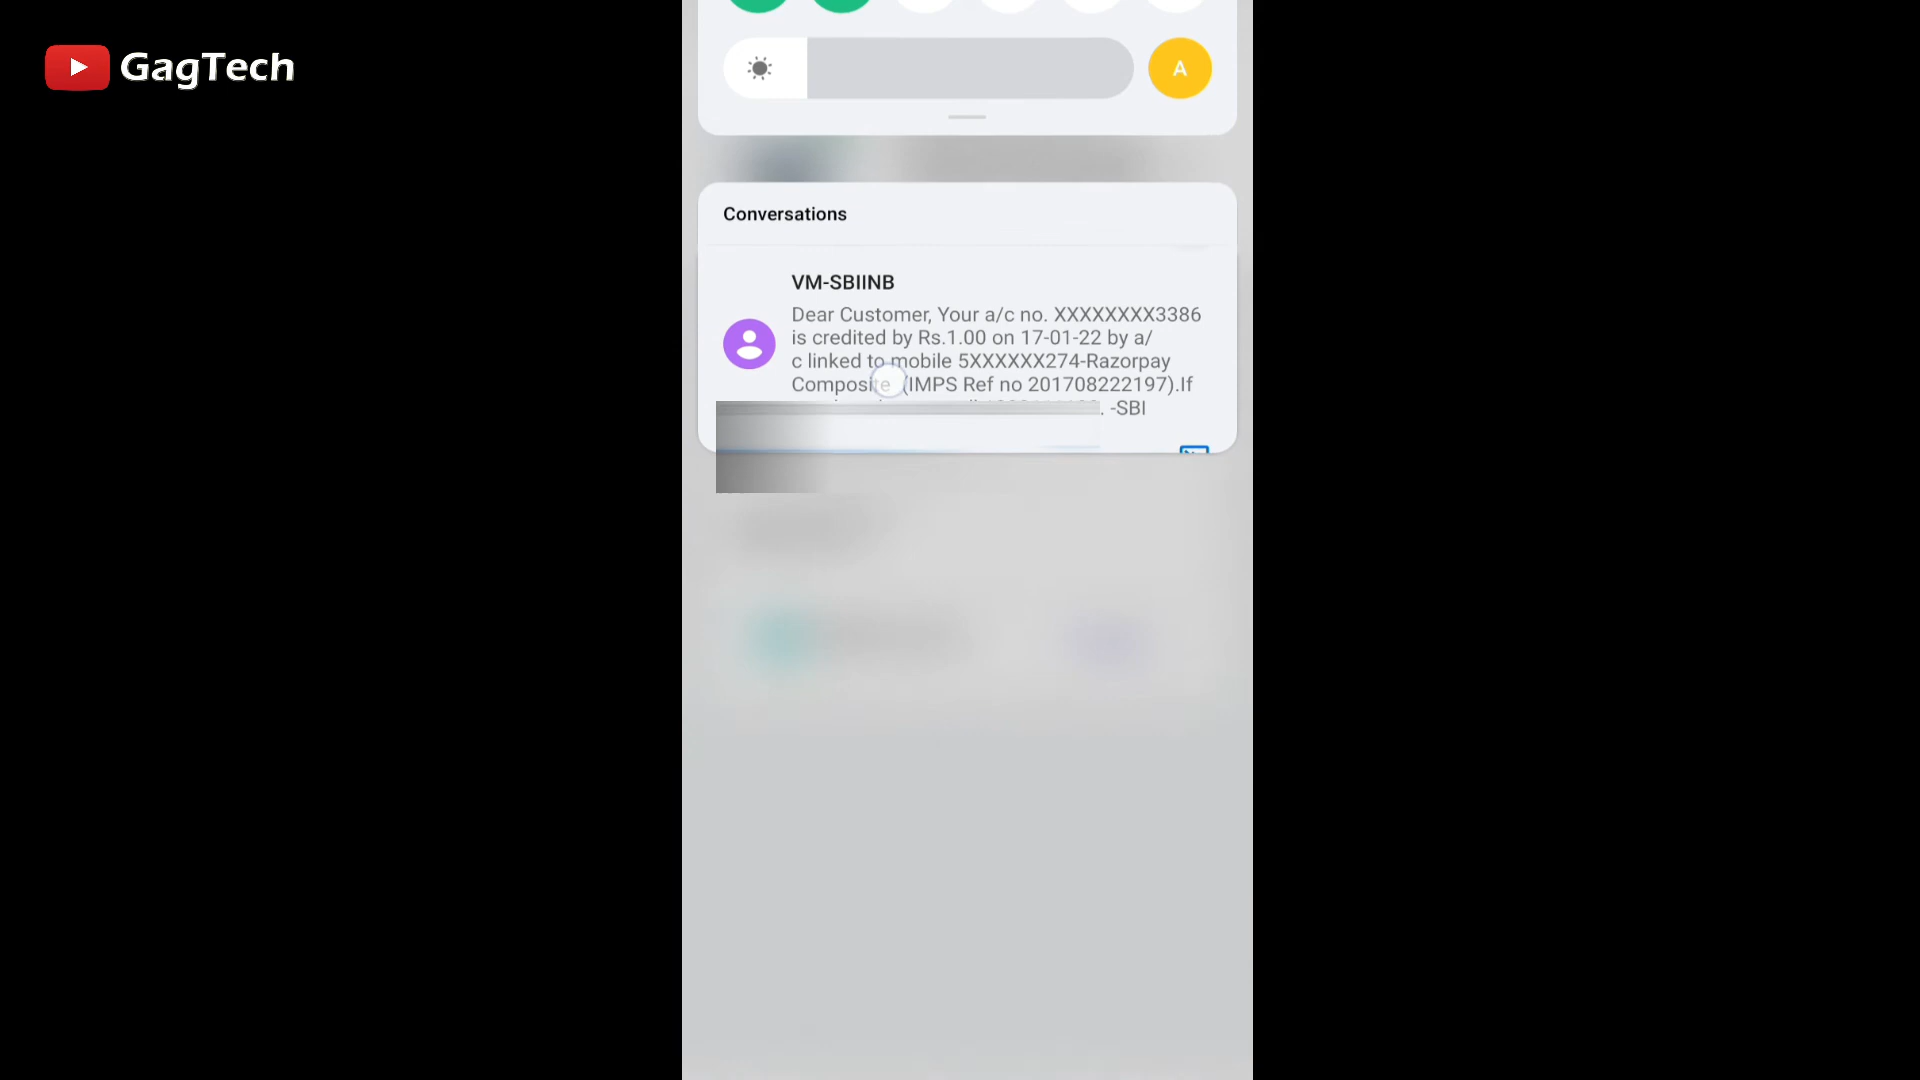 GagTech
A
Conversations
VM-SBIINB
Dear Customer, Your a/c no. XXXXXXXX3386
is credited by Rs.1.00 on 17-01-22 by a/
c linked to mobile 5XXXXXX274-Razorpay
Composite (IMPS Ref no 201708222197).If
. -SBI